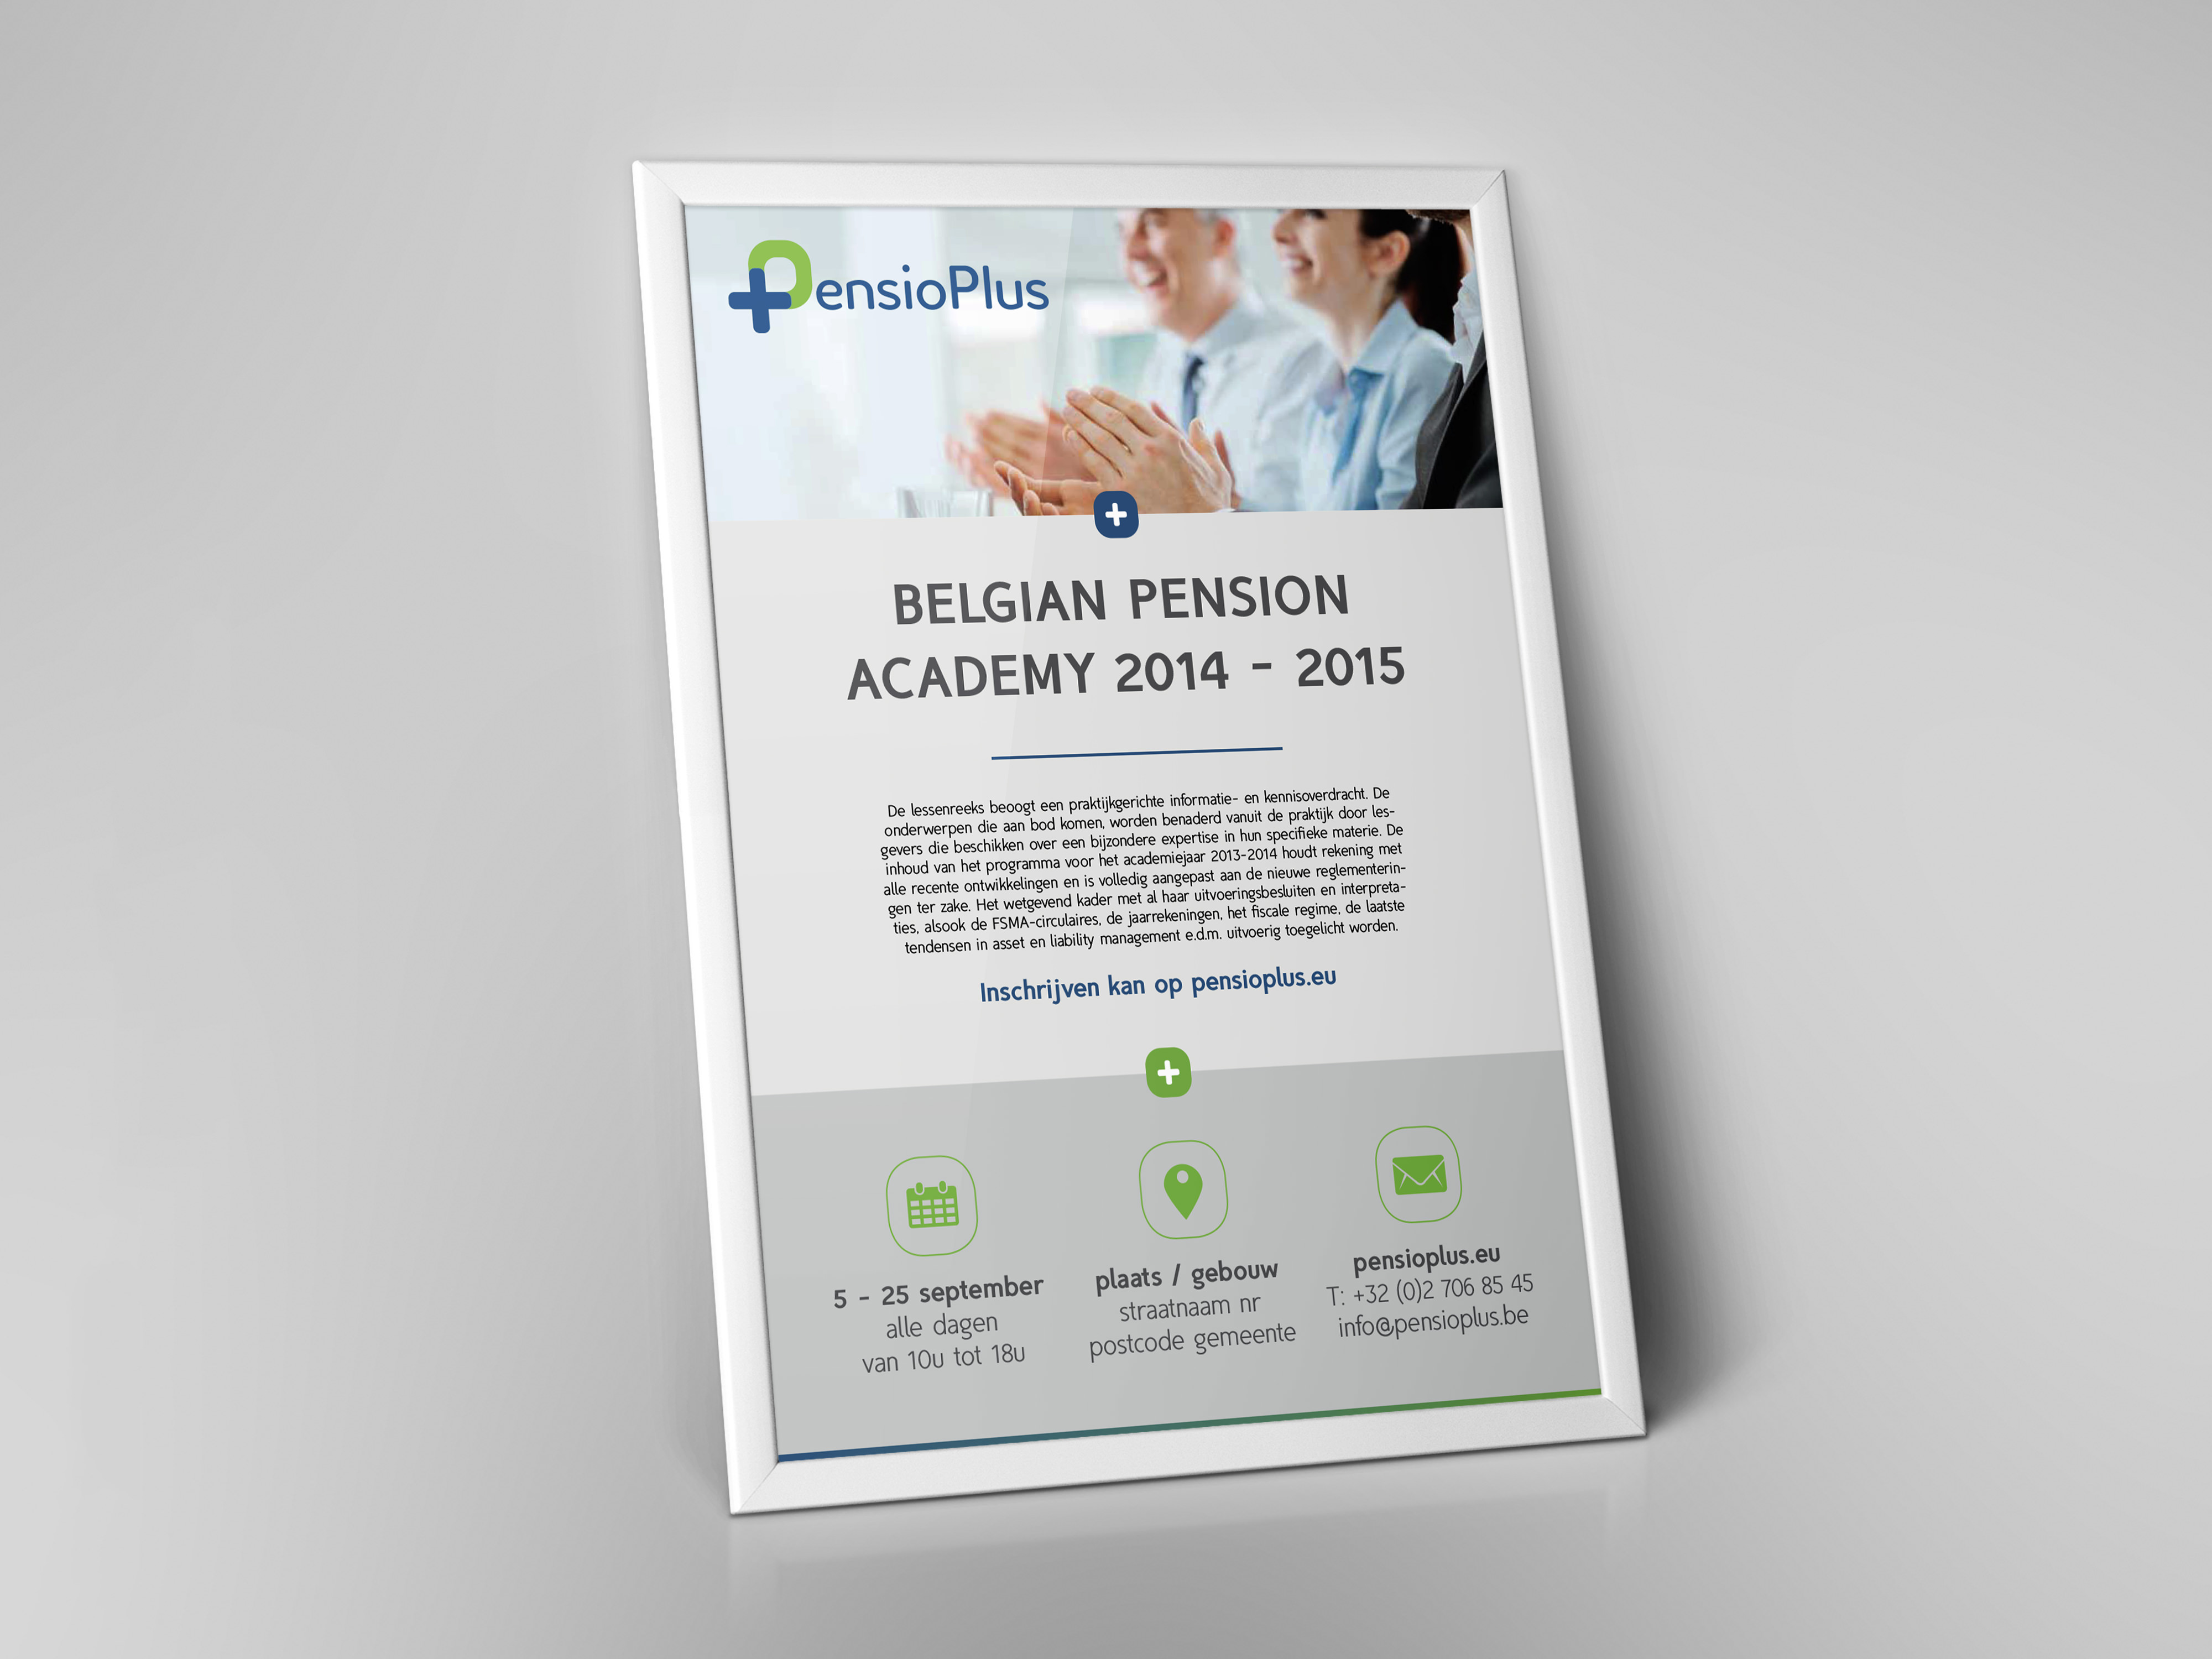 PensioPlus
BELGIAN PENSION
ACADEMY 2014 - 2015
De lessenreeks beoogt een praktijkgerichte informatie- en kennisoverdracht. De
onderwerpen die aan bod komen, worden benaderd vanuit de praktijk door les-
gevers die beschikken over een bijzondere expertise in hun specifieke materie. De
inhoud van het programma voor het academiejaar 2013-2014 houdt rekening met
alle recente ontwikkelingen en is volledig aangepast aan de nieuwe reglementerin-
gen ter zake. Het wetgevend kader met al haar uitvoeringsbesluiten en interpreta-
ties, alsook de FSMA-circulaires, de jaarrekeningen, het fiscale regime, de laatste
tendensen in asset en liability management e.d.m. uitvoerig toegelicht worden.
Inschrijven kan op pensioplus.eu
5 - 25 september
alle dagen
van 10u tot 18u
plaats / gebouw
straatnaam nr
postcode gemeente
pensioplus.eu
T: +32 (0)2 706 85 45
info@pensioplus.be